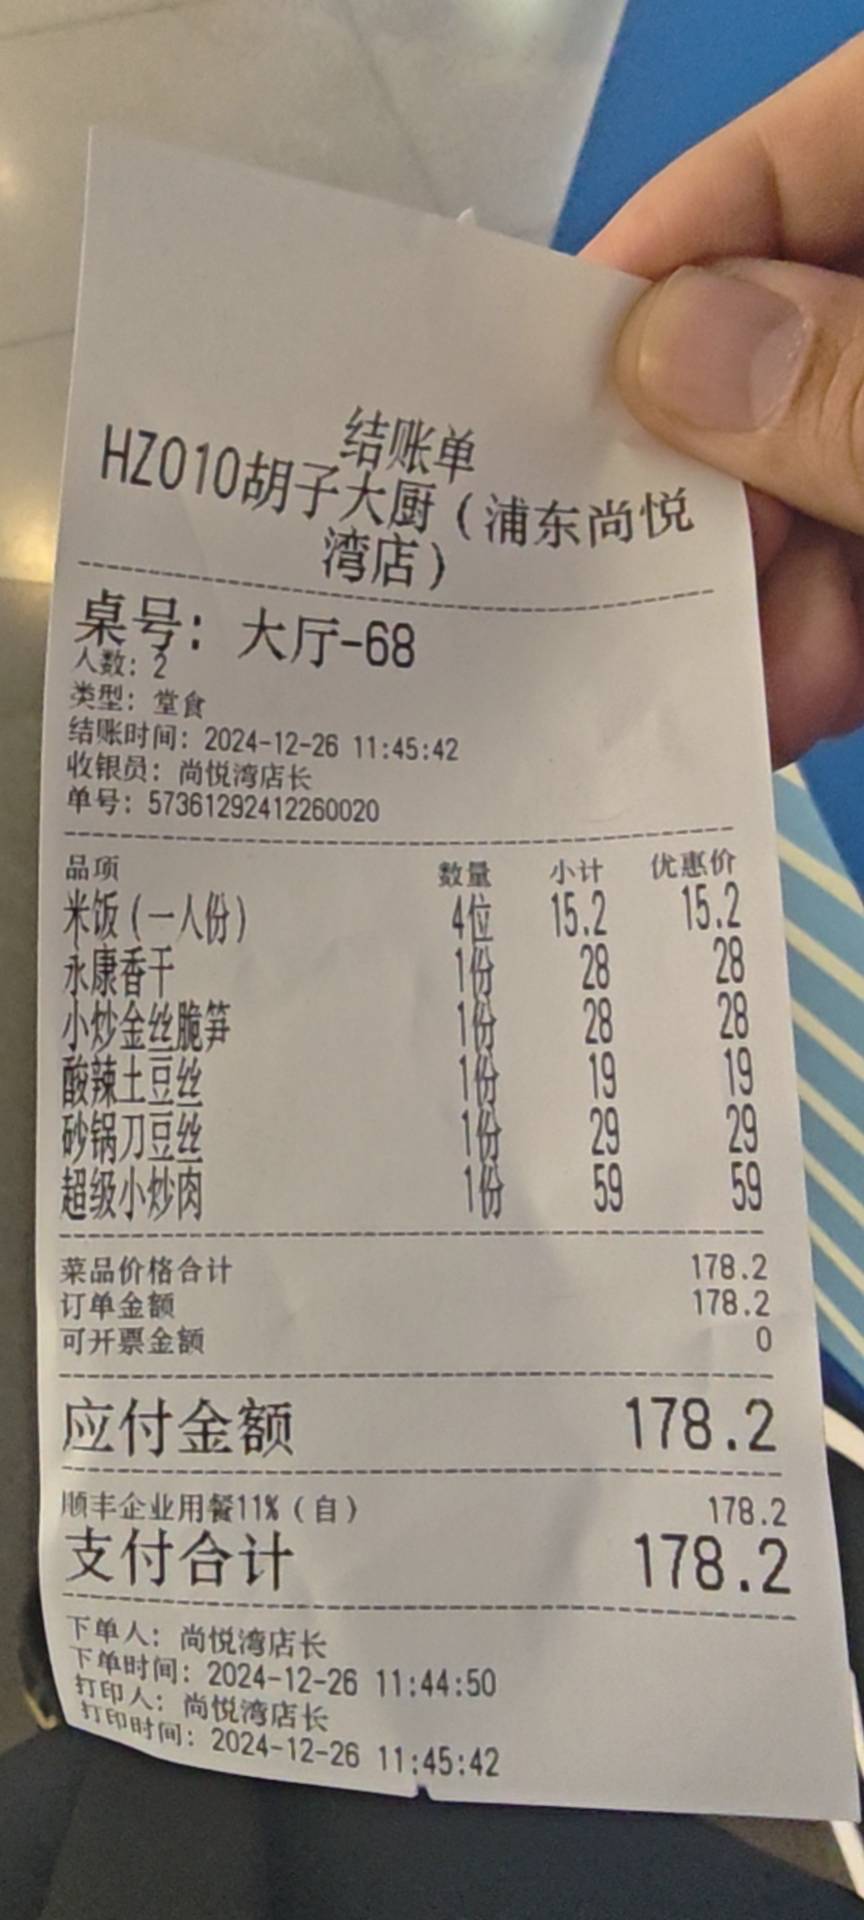 结账单
HZ010胡子大厨（浦东尚悦
湾店）
桌号：大厅-68
人数：2
类型：堂食
结账时间：2024-12-26 11:45:42
收银员：尚悦湾店长
单号：57361292412260020
品项 数量 小计 优惠价
米饭（一人份） 4位 15.2 15.2
永康香干 1份 28 28
小炒金丝脆笋 1份 28 28
酸辣土豆丝 1份 19 19
砂锅刀豆丝 1份 29 29
超级小炒肉 1份 59 59
菜品价格合计 178.2
订单金额 178.2
可开票金额 0
应付金额 178.2
顺丰企业用餐11%（自） 178.2
支付合计 178.2
下单人：尚悦湾店长
下单时间：2024-12-26 11:44:50
打印人：尚悦湾店长
打印时间：2024-12-26 11:45:42